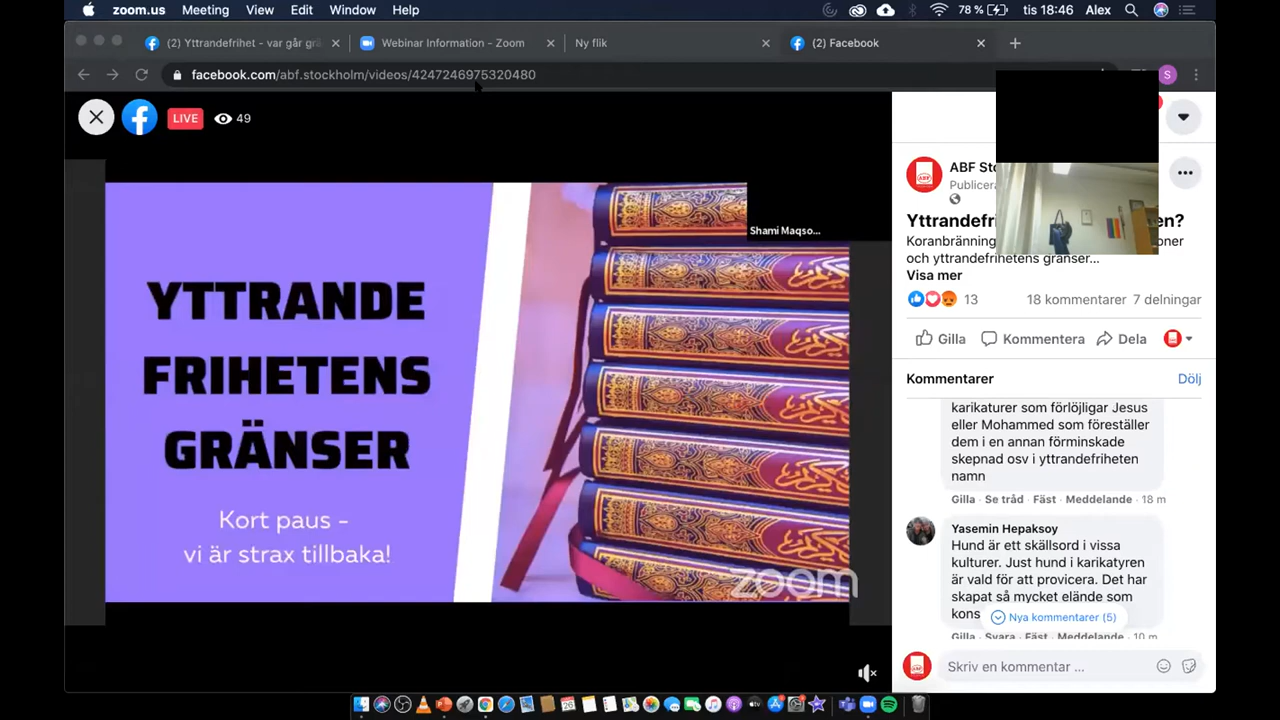 zoom.us Meeting View Edit Window Help 78 % tis 18:46 Alex
(2) Yttrandefrihet - var går grä
Webinar Information - Zoom
Ny flik
(2) Facebook
facebook.com/abf.stockholm/videos/4247246975320480
S
LIVE 49
YTTRANDE
FRIHETENS
GRÄNSER
Kort paus -
vi är strax tillbaka!
Shami Maqso...
zoom
ABF Sto
Publicera
Yttrandefri en?
Koranbränning oner
och yttrandefrihetens gränser...
Visa mer
13 18 kommentarer 7 delningar
Gilla Kommentera Dela
Kommentarer Dölj
karikaturer som förlöjligar Jesus
eller Mohammed som föreställer
dem i en annan förminskade
skepnad osv i yttrandefriheten
namn
Gilla · Se tråd · Fäst · Meddelande · 18 m
Yasemin Hepaksoy
Hund är ett skällsord i vissa
kulturer. Just hund i karikatyren
är vald för att provicera. Det har
skapat så mycket elände som
kons
Nya kommentarer (5)
Gilla · Svara · Fäst · Meddelande · 10 m
Skriv en kommentar ...